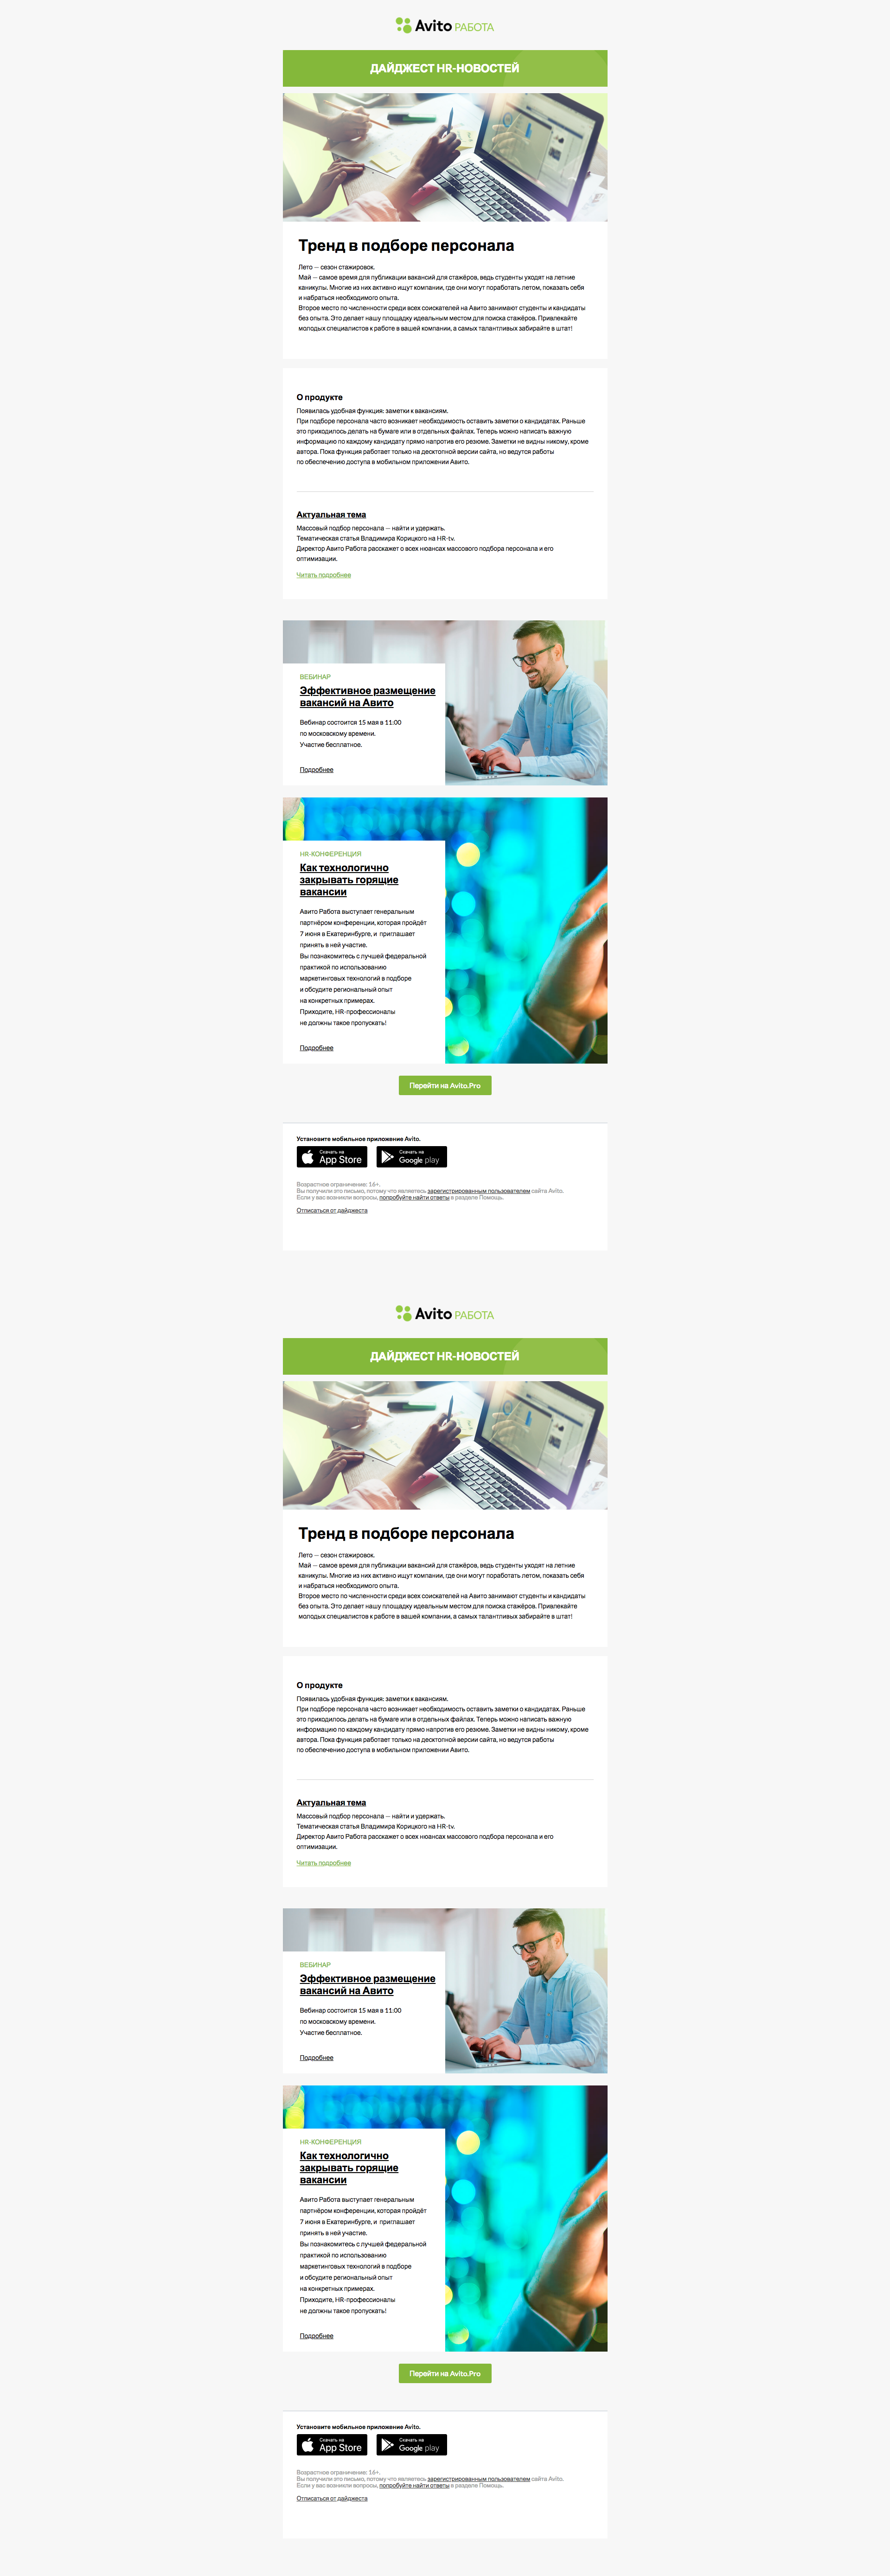 Avito РАБОТА
ДАЙДЖЕСТ HR-НОВОСТЕЙ
Тренд в подборе персонала
Лето — сезон стажировок.
Май — самое время для публикации вакансий для стажёров, ведь студенты уходят на летние
каникулы. Многие из них активно ищут компании, где они могут поработать летом, показать себя
и набраться необходимого опыта.
Второе место по численности среди всех соискателей на Авито занимают студенты и кандидаты
без опыта. Это делает нашу площадку идеальным местом для поиска стажёров. Привлекайте
молодых специалистов к работе в вашей компании, а самых талантливых забирайте в штат!
О продукте
Появилась удобная функция: заметки к вакансиям.
При подборе персонала часто возникает необходимость оставить заметки о кандидатах. Раньше
это приходилось делать на бумаге или в отдельных файлах. Теперь можно написать важную
информацию по каждому кандидату прямо напротив его резюме. Заметки не видны никому, кроме
автора. Пока функция работает только на десктопной версии сайта, но ведутся работы
по обеспечению доступа в мобильном приложении Авито.
Актуальная тема
Массовый подбор персонала — найти и удержать.
Тематическая статья Владимира Корицкого на HR-tv.
Директор Авито Работа расскажет о всех нюансах массового подбора персонала и его
оптимизации.
Читать подробнее
ВЕБИНАР
Эффективное размещение
вакансий на Авито
Вебинар состоится 15 мая в 11:00
по московскому времени.
Участие бесплатное.
Подробнее
HR-КОНФЕРЕНЦИЯ
Как технологично
закрывать горящие
вакансии
Авито Работа выступает генеральным
партнёром конференции, которая пройдёт
7 июня в Екатеринбурге, и приглашает
принять в ней участие.
Вы познакомитесь с лучшей федеральной
практикой по использованию
маркетинговых технологий в подборе
и обсудите региональный опыт
на конкретных примерах.
Приходите, HR-профессионалы
не должны такое пропускать!
Подробнее
Перейти на Avito.Pro
Установите мобильное приложение Avito.
Скачать на App Store
Скачать на Google play
Возрастное ограничение: 16+.
Вы получили это письмо, потому что являетесь зарегистрированным пользователем сайта Avito.
Если у вас возникли вопросы, попробуйте найти ответы в разделе Помощь.
Отписаться от дайджеста
Avito РАБОТА
ДАЙДЖЕСТ HR-НОВОСТЕЙ
Тренд в подборе персонала
Лето — сезон стажировок.
Май — самое время для публикации вакансий для стажёров, ведь студенты уходят на летние
каникулы. Многие из них активно ищут компании, где они могут поработать летом, показать себя
и набраться необходимого опыта.
Второе место по численности среди всех соискателей на Авито занимают студенты и кандидаты
без опыта. Это делает нашу площадку идеальным местом для поиска стажёров. Привлекайте
молодых специалистов к работе в вашей компании, а самых талантливых забирайте в штат!
О продукте
Появилась удобная функция: заметки к вакансиям.
При подборе персонала часто возникает необходимость оставить заметки о кандидатах. Раньше
это приходилось делать на бумаге или в отдельных файлах. Теперь можно написать важную
информацию по каждому кандидату прямо напротив его резюме. Заметки не видны никому, кроме
автора. Пока функция работает только на десктопной версии сайта, но ведутся работы
по обеспечению доступа в мобильном приложении Авито.
Актуальная тема
Массовый подбор персонала — найти и удержать.
Тематическая статья Владимира Корицкого на HR-tv.
Директор Авито Работа расскажет о всех нюансах массового подбора персонала и его
оптимизации.
Читать подробнее
ВЕБИНАР
Эффективное размещение
вакансий на Авито
Вебинар состоится 15 мая в 11:00
по московскому времени.
Участие бесплатное.
Подробнее
HR-КОНФЕРЕНЦИЯ
Как технологично
закрывать горящие
вакансии
Авито Работа выступает генеральным
партнёром конференции, которая пройдёт
7 июня в Екатеринбурге, и приглашает
принять в ней участие.
Вы познакомитесь с лучшей федеральной
практикой по использованию
маркетинговых технологий в подборе
и обсудите региональный опыт
на конкретных примерах.
Приходите, HR-профессионалы
не должны такое пропускать!
Подробнее
Перейти на Avito.Pro
Установите мобильное приложение Avito.
Скачать на App Store
Скачать на Google play
Возрастное ограничение: 16+.
Вы получили это письмо, потому что являетесь зарегистрированным пользователем сайта Avito.
Если у вас возникли вопросы, попробуйте найти ответы в разделе Помощь.
Отписаться от дайджеста